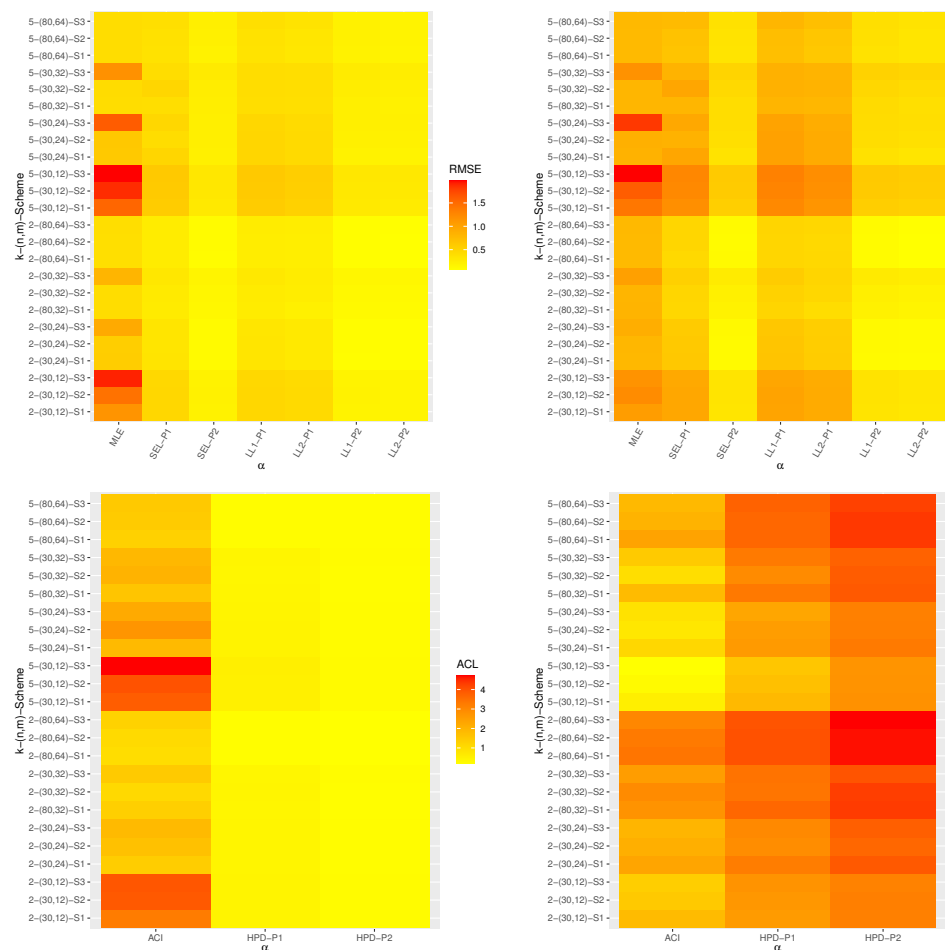 5−(80,64)−S3
5−(80,64)−S2
5−(80,64)−S1
5−(30,32)−S3
5−(30,32)−S2
5−(80,32)−S1
5−(30,24)−S3
5−(30,24)−S2
5−(30,24)−S1
5−(30,12)−S3
5−(30,12)−S2
5−(30,12)−S1
2−(80,64)−S3
2−(80,64)−S2
2−(80,64)−S1
2−(30,32)−S3
2−(30,32)−S2
2−(80,32)−S1
2−(30,24)−S3
2−(30,24)−S2
2−(30,24)−S1
2−(30,12)−S3
2−(30,12)−S2
2−(30,12)−S1
k−(n,m)−Scheme
MLE
SEL−P1
SEL−P2
LL1−P1
LL2−P1
LL1−P2
LL2−P2
α
RMSE
1.5
1.0
0.5
5−(80,64)−S3
5−(80,64)−S2
5−(80,64)−S1
5−(30,32)−S3
5−(30,32)−S2
5−(80,32)−S1
5−(30,24)−S3
5−(30,24)−S2
5−(30,24)−S1
5−(30,12)−S3
5−(30,12)−S2
5−(30,12)−S1
2−(80,64)−S3
2−(80,64)−S2
2−(80,64)−S1
2−(30,32)−S3
2−(30,32)−S2
2−(80,32)−S1
2−(30,24)−S3
2−(30,24)−S2
2−(30,24)−S1
2−(30,12)−S3
2−(30,12)−S2
2−(30,12)−S1
k−(n,m)−Scheme
MLE
SEL−P1
SEL−P2
LL1−P1
LL2−P1
LL1−P2
LL2−P2
α
5−(80,64)−S3
5−(80,64)−S2
5−(80,64)−S1
5−(30,32)−S3
5−(30,32)−S2
5−(80,32)−S1
5−(30,24)−S3
5−(30,24)−S2
5−(30,24)−S1
5−(30,12)−S3
5−(30,12)−S2
5−(30,12)−S1
2−(80,64)−S3
2−(80,64)−S2
2−(80,64)−S1
2−(30,32)−S3
2−(30,32)−S2
2−(80,32)−S1
2−(30,24)−S3
2−(30,24)−S2
2−(30,24)−S1
2−(30,12)−S3
2−(30,12)−S2
2−(30,12)−S1
k−(n,m)−Scheme
ACI
HPD−P1
HPD−P2
α
ACL
4
3
2
1
5−(80,64)−S3
5−(80,64)−S2
5−(80,64)−S1
5−(30,32)−S3
5−(30,32)−S2
5−(80,32)−S1
5−(30,24)−S3
5−(30,24)−S2
5−(30,24)−S1
5−(30,12)−S3
5−(30,12)−S2
5−(30,12)−S1
2−(80,64)−S3
2−(80,64)−S2
2−(80,64)−S1
2−(30,32)−S3
2−(30,32)−S2
2−(80,32)−S1
2−(30,24)−S3
2−(30,24)−S2
2−(30,24)−S1
2−(30,12)−S3
2−(30,12)−S2
2−(30,12)−S1
k−(n,m)−Scheme
ACI
HPD−P1
HPD−P2
α